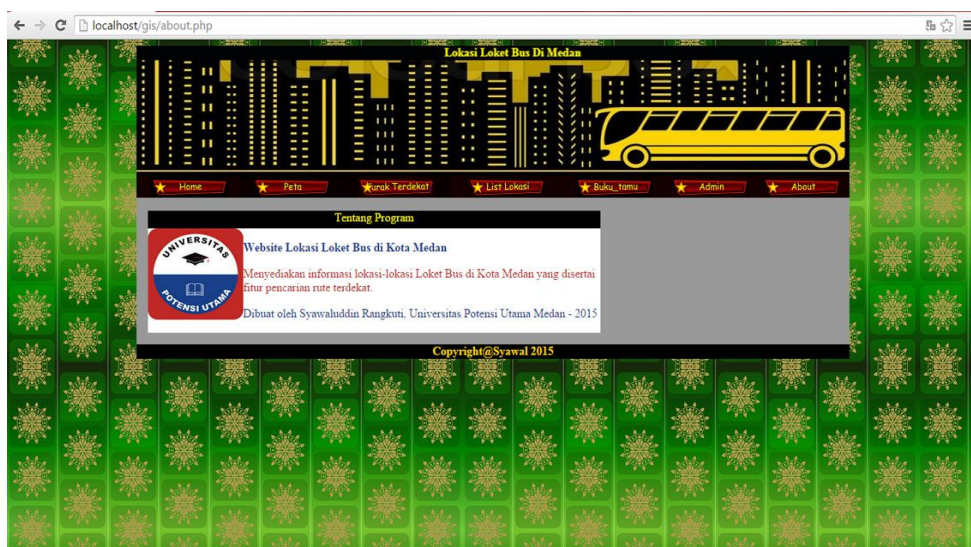 localhost/gis/about.php
Lokasi Loket Bus Di Medan
Home Peta Jarak Terdekat List Lokasi Buku_tamu Admin About
Tentang Program
UNIVERSITAS
POTENSI UTAMA
Website Lokasi Loket Bus di Kota Medan
Menyediakan informasi lokasi-lokasi Loket Bus di Kota Medan yang disertai
fitur pencarian rute terdekat.
Dibuat oleh Syawaluddin Rangkuti, Universitas Potensi Utama Medan - 2015
Copyright@Syawal 2015